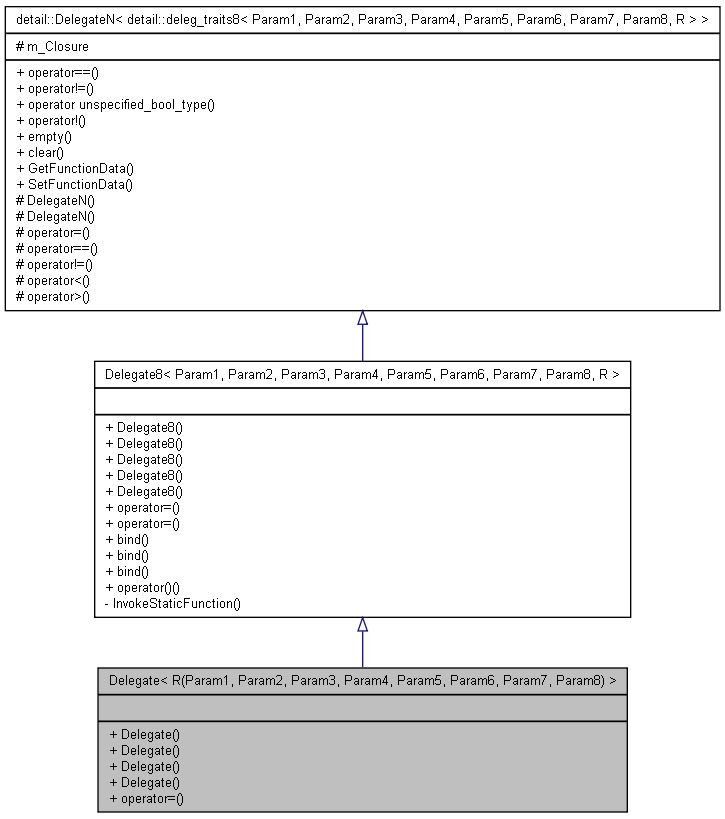 detail::DelegateN< detail::deleg_traits8< Param1, Param2, Param3, Param4, Param5, Param6, Param7, Param8, R > >
# m_Closure
+ operator==()
+ operator!=()
+ operator unspecified_bool_type()
+ operator!()
+ empty()
+ clear()
+ GetFunctionData()
+ SetFunctionData()
# DelegateN()
# DelegateN()
# operator=()
# operator==()
# operator!=()
# operator<()
# operator>()
Delegate8< Param1, Param2, Param3, Param4, Param5, Param6, Param7, Param8, R >
+ Delegate8()
+ Delegate8()
+ Delegate8()
+ Delegate8()
+ Delegate8()
+ operator=()
+ operator=()
+ bind()
+ bind()
+ bind()
+ operator()()
- InvokeStaticFunction()
Delegate< R(Param1, Param2, Param3, Param4, Param5, Param6, Param7, Param8) >
+ Delegate()
+ Delegate()
+ Delegate()
+ Delegate()
+ operator=()